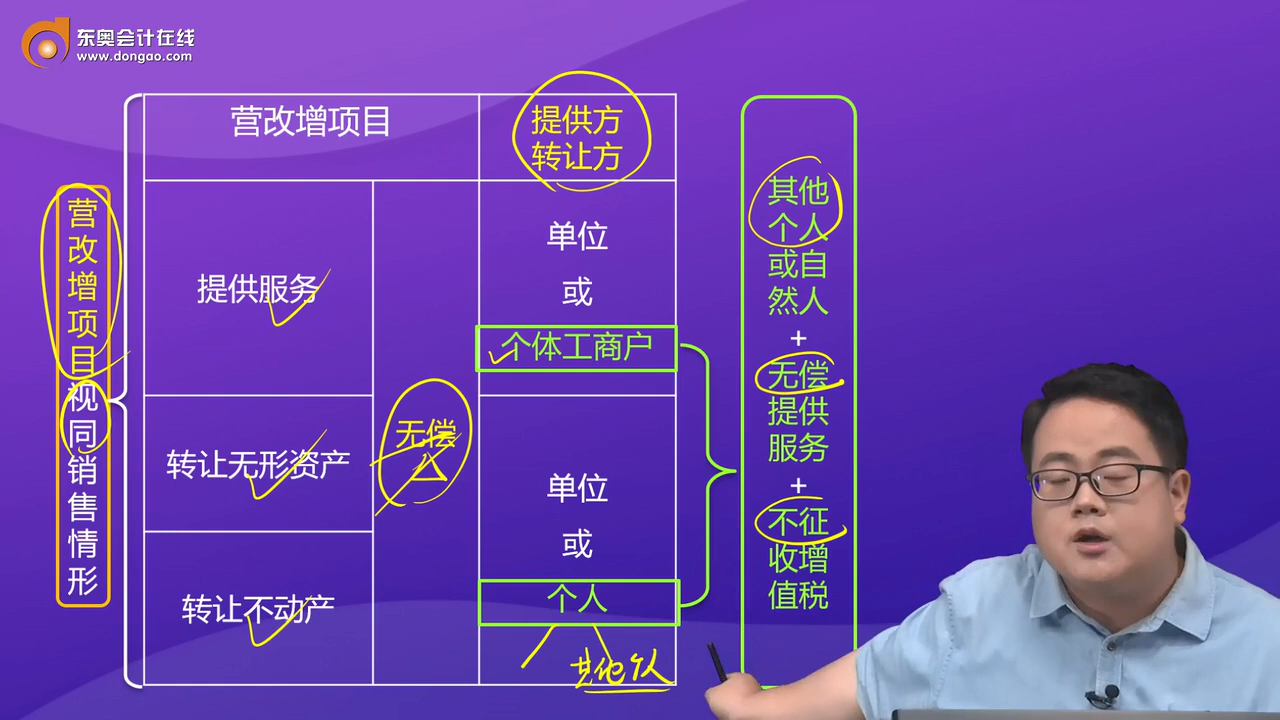 东奥会计在线
www.dongao.com
营改增项目视同销售情形
营改增项目
提供方
转让方
提供服务
转让无形资产
转让不动产
无偿
单位
或
个体工商户
单位
或
个人
其他个人
其他
个人
或自
然人
+
无偿
提供
服务
+
不征
收增
值税